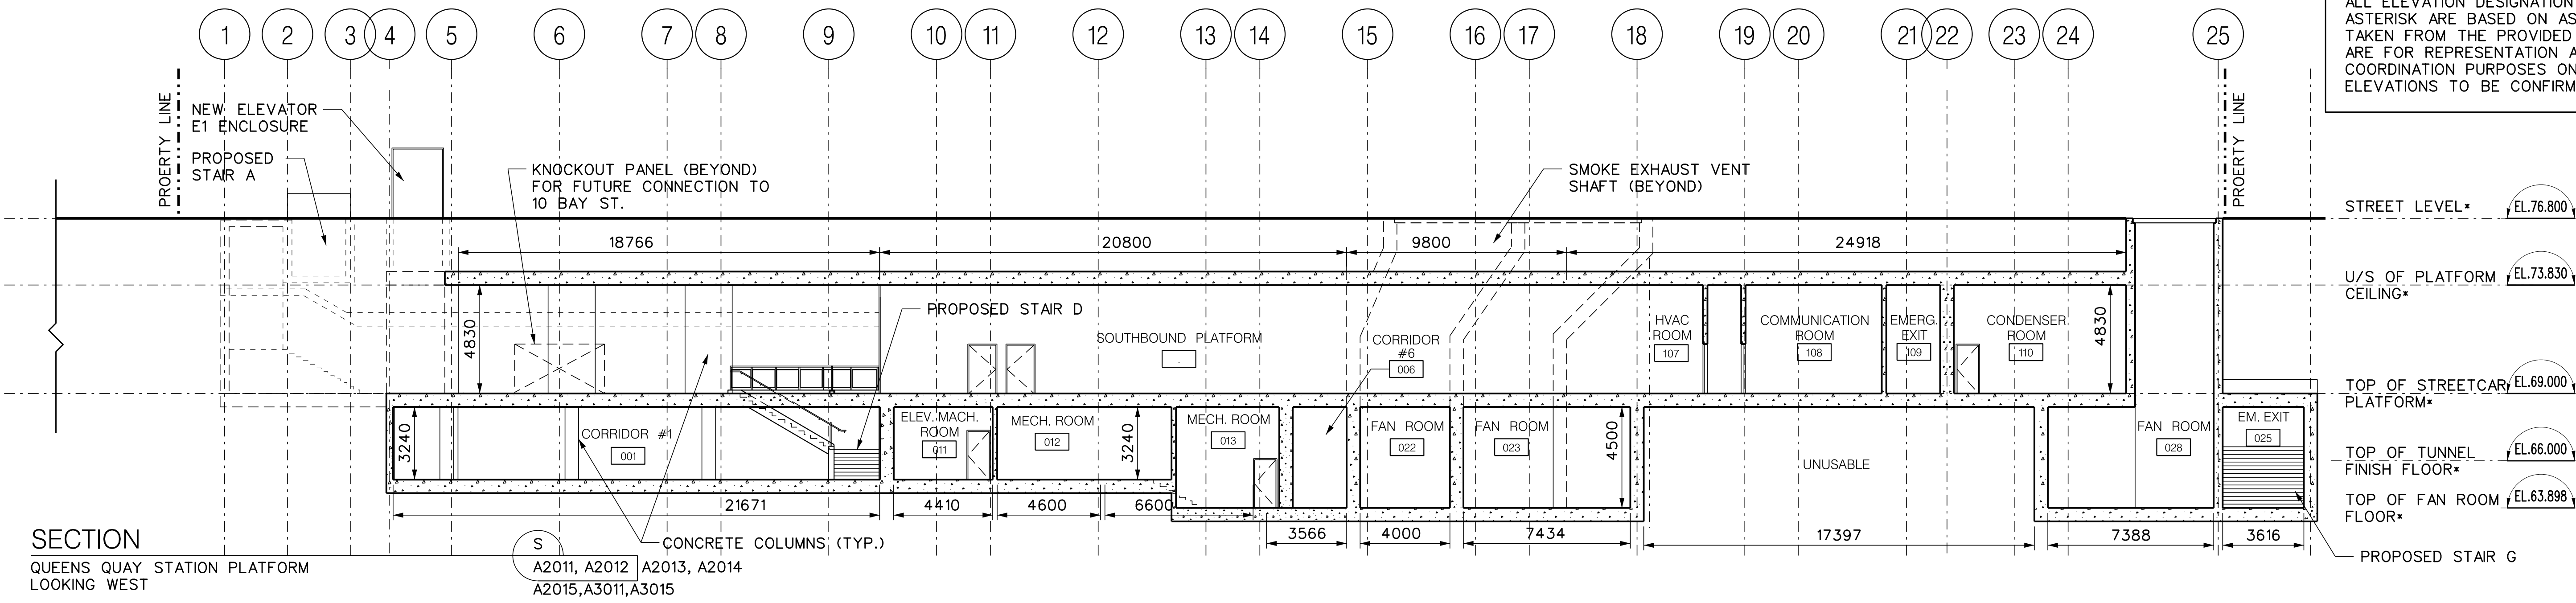 1 2 3 4 5 6 7 8 9 10 11 12 13 14 15 16 17 18 19 20 21 22 23 24 25
ALL ELEVATION DESIGNATION
ASTERISK ARE BASED ON AS
TAKEN FROM THE PROVIDED
ARE FOR REPRESENTATION A
COORDINATION PURPOSES ON
ELEVATIONS TO BE CONFIRM
PROERTY LINE
NEW ELEVATOR
E1 ENCLOSURE
PROPOSED
STAIR A
KNOCKOUT PANEL (BEYOND)
FOR FUTURE CONNECTION TO
10 BAY ST.
SMOKE EXHAUST VENT
SHAFT (BEYOND)
PROERTY LINE
STREET LEVEL*
EL.76.800
18766
20800
9800
24918
U/S OF PLATFORM
CEILING*
EL.73.830
4830
PROPOSED STAIR D
SOUTHBOUND PLATFORM
.
CORRIDOR
#6
006
HVAC
ROOM
107
COMMUNICATION
ROOM
108
EMERG.
EXIT
109
CONDENSER
ROOM
110
4830
TOP OF STREETCAR
PLATFORM*
EL.69.000
3240
CORRIDOR #1
001
ELEV. MACH.
ROOM
011
MECH. ROOM
012
3240
MECH. ROOM
013
FAN ROOM
022
FAN ROOM
023
4500
UNUSABLE
FAN ROOM
028
EM. EXIT
025
TOP OF TUNNEL
FINISH FLOOR*
EL.66.000
TOP OF FAN ROOM
FLOOR*
EL.63.898
21671
4410
4600
6600
3566
4000
7434
17397
7388
3616
CONCRETE COLUMNS (TYP.)
PROPOSED STAIR G
SECTION
QUEENS QUAY STATION PLATFORM
LOOKING WEST
S
A2011, A2012 A2013, A2014
A2015,A3011,A3015